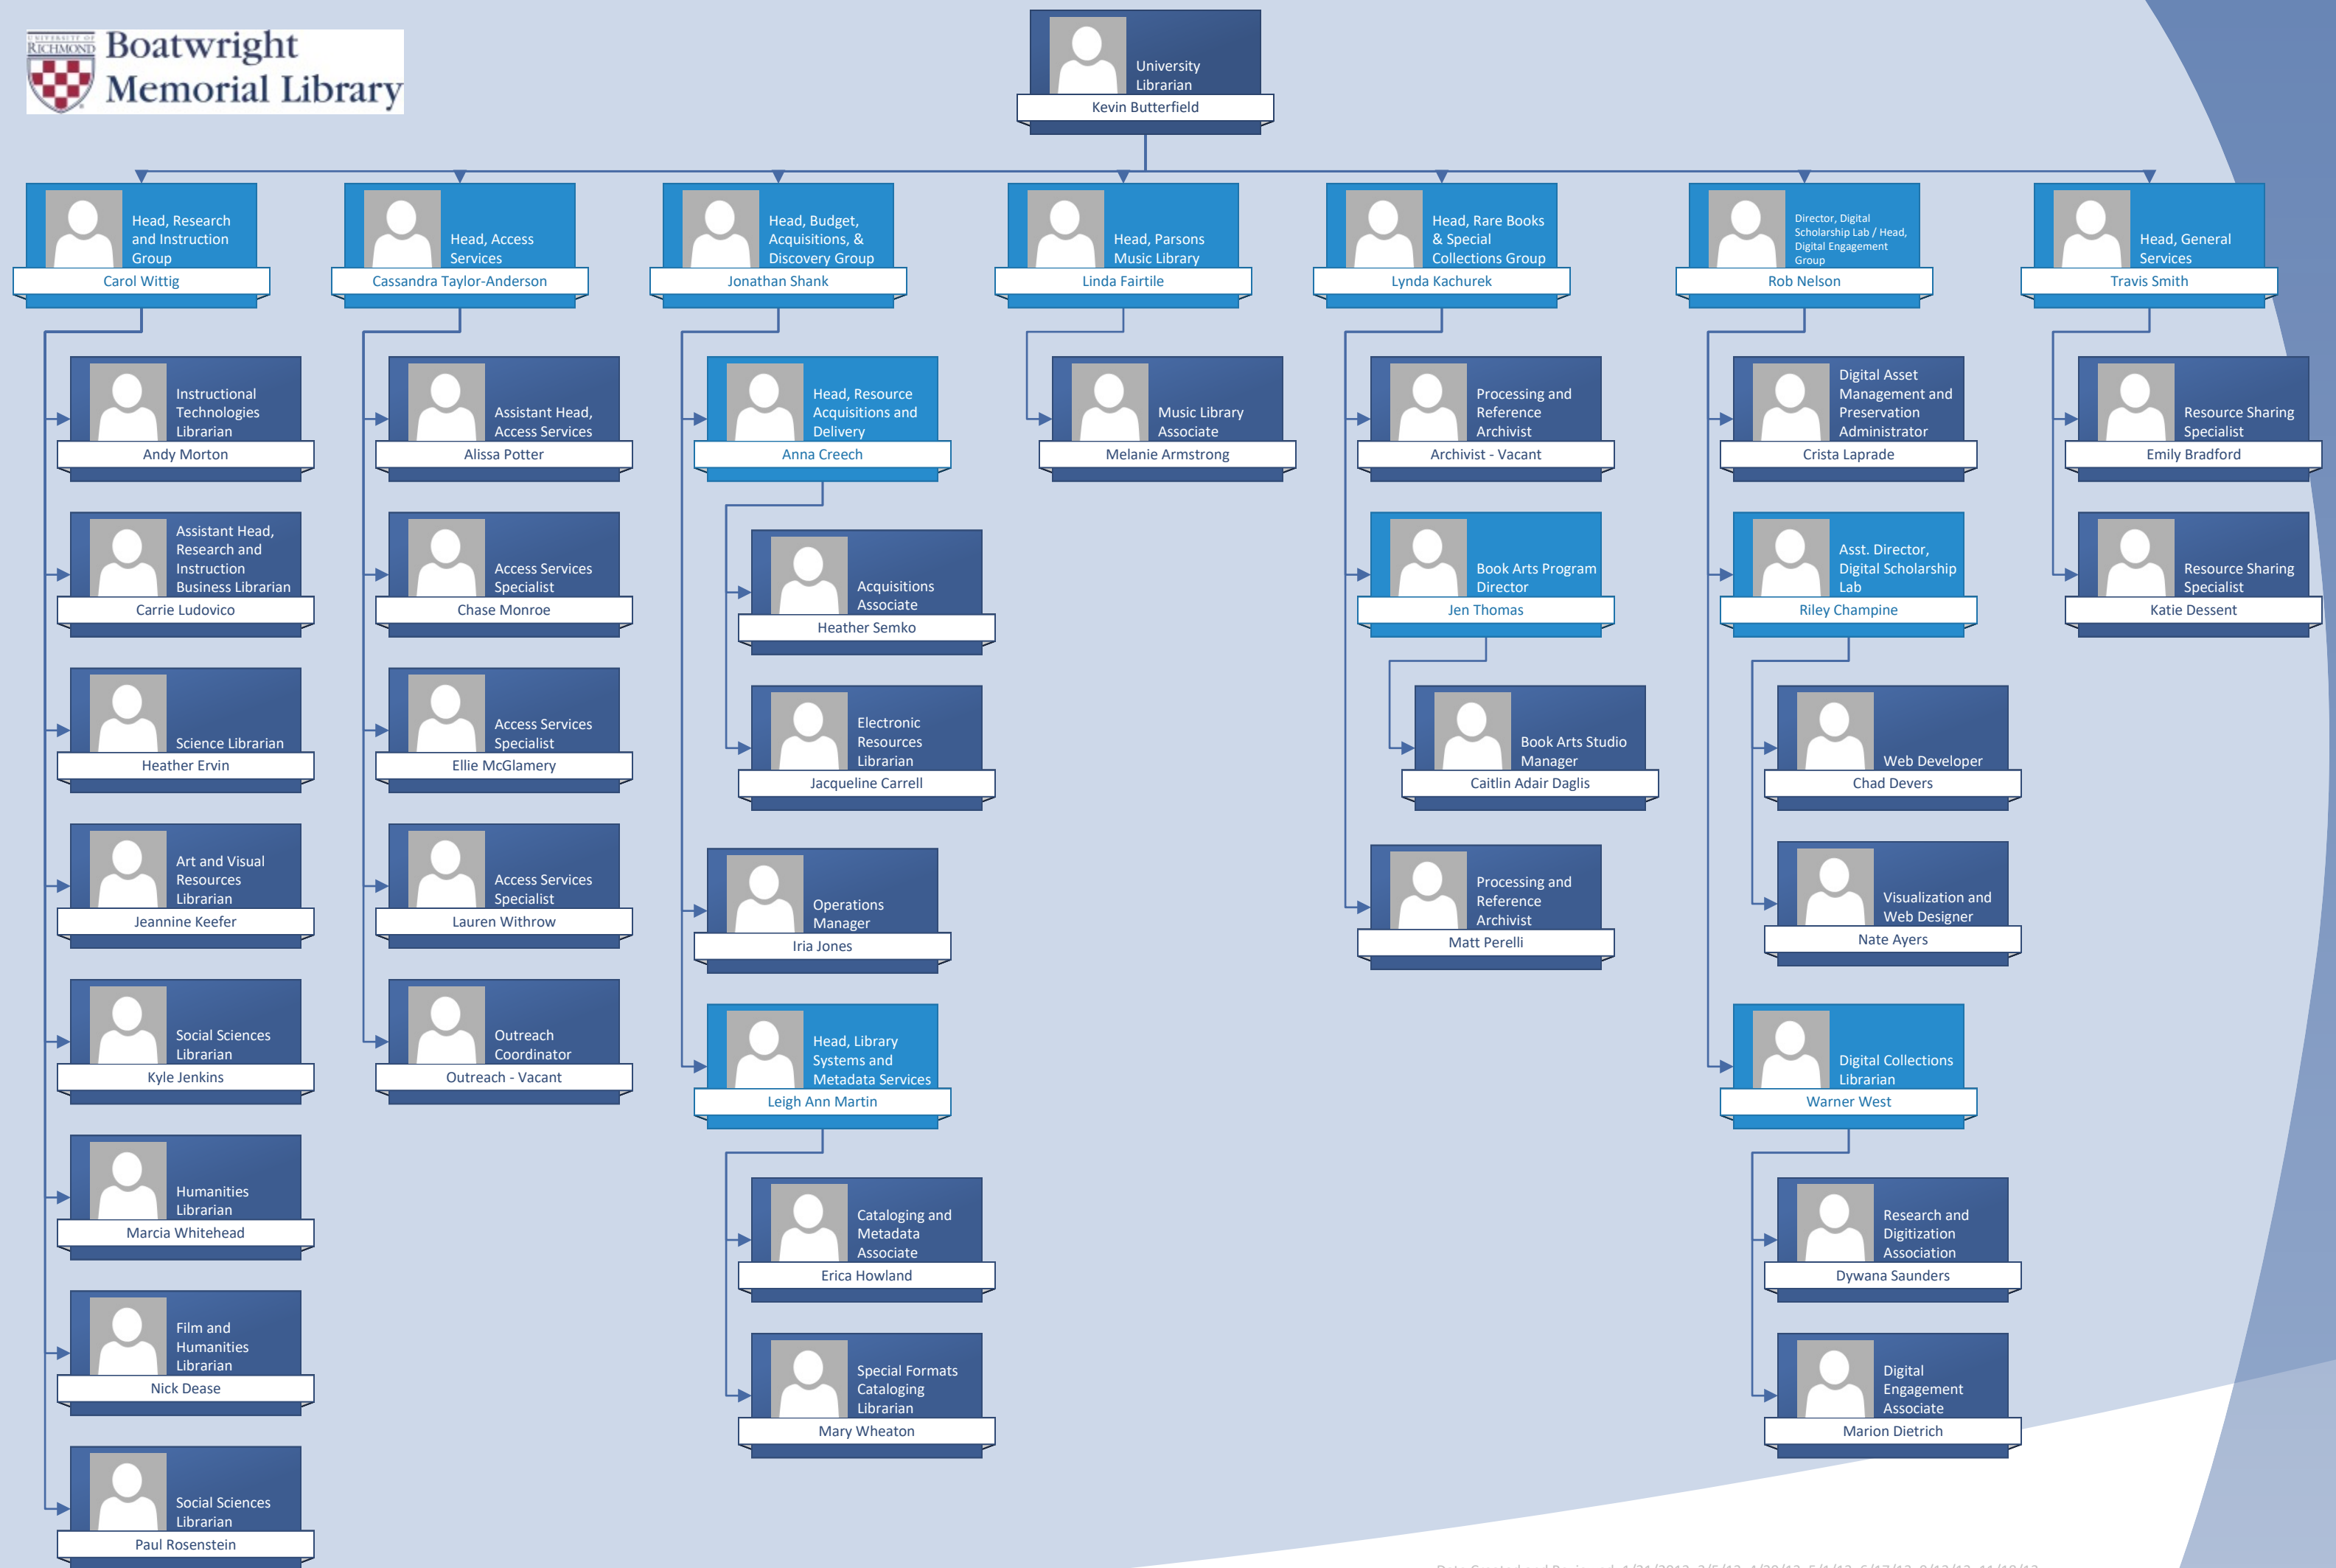 UNIVERSITY OF
RICHMOND
Boatwright
Memorial Library
University
Librarian
Kevin Butterfield
Head, Research
and Instruction
Group
Carol Wittig
Head, Access
Services
Cassandra Taylor-Anderson
Head, Budget,
Acquisitions, &
Discovery Group
Jonathan Shank
Head, Parsons
Music Library
Linda Fairtile
Head, Rare Books
& Special
Collections Group
Lynda Kachurek
Director, Digital
Scholarship Lab / Head,
Digital Engagement
Group
Rob Nelson
Head, General
Services
Travis Smith
Instructional
Technologies
Librarian
Andy Morton
Assistant Head,
Research and
Instruction
Business Librarian
Carrie Ludovico
Science Librarian
Heather Ervin
Art and Visual
Resources
Librarian
Jeannine Keefer
Social Sciences
Librarian
Kyle Jenkins
Humanities
Librarian
Marcia Whitehead
Film and
Humanities
Librarian
Nick Dease
Social Sciences
Librarian
Paul Rosenstein
Assistant Head,
Access Services
Alissa Potter
Access Services
Specialist
Chase Monroe
Access Services
Specialist
Ellie McGlamery
Access Services
Specialist
Lauren Withrow
Outreach
Coordinator
Outreach - Vacant
Head, Resource
Acquisitions and
Delivery
Anna Creech
Acquisitions
Associate
Heather Semko
Electronic
Resources
Librarian
Jacqueline Carrell
Operations
Manager
Iria Jones
Head, Library
Systems and
Metadata Services
Leigh Ann Martin
Cataloging and
Metadata
Associate
Erica Howland
Special Formats
Cataloging
Librarian
Mary Wheaton
Music Library
Associate
Melanie Armstrong
Processing and
Reference
Archivist
Archivist - Vacant
Book Arts Program
Director
Jen Thomas
Book Arts Studio
Manager
Caitlin Adair Daglis
Processing and
Reference
Archivist
Matt Perelli
Digital Asset
Management and
Preservation
Administrator
Crista Laprade
Asst. Director,
Digital Scholarship
Lab
Riley Champine
Web Developer
Chad Devers
Visualization and
Web Designer
Nate Ayers
Digital Collections
Librarian
Warner West
Research and
Digitization
Association
Dywana Saunders
Digital
Engagement
Associate
Marion Dietrich
Resource Sharing
Specialist
Emily Bradford
Resource Sharing
Specialist
Katie Dessent